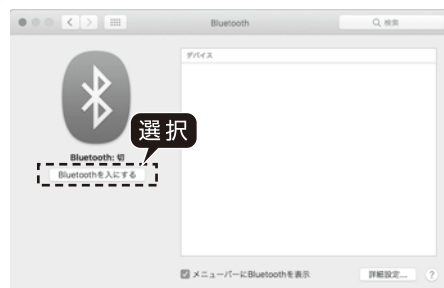 Bluetooth
検索
デバイス
選択
Bluetooth: 切
Bluetoothを入にする
メニューバーにBluetoothを表示
詳細設定...
?